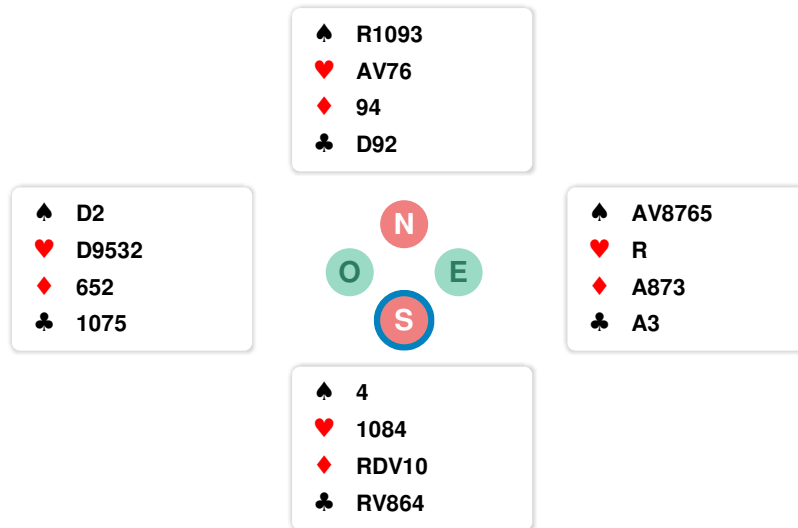 ♠ R1093
♥ AV76
♦ 94
♣ D92
♠ D2
♥ D9532
♦ 652
♣ 1075
N
O E
S
♠ AV8765
♥ R
♦ A873
♣ A3
♠ 4
♥ 1084
♦ RDV10
♣ RV864